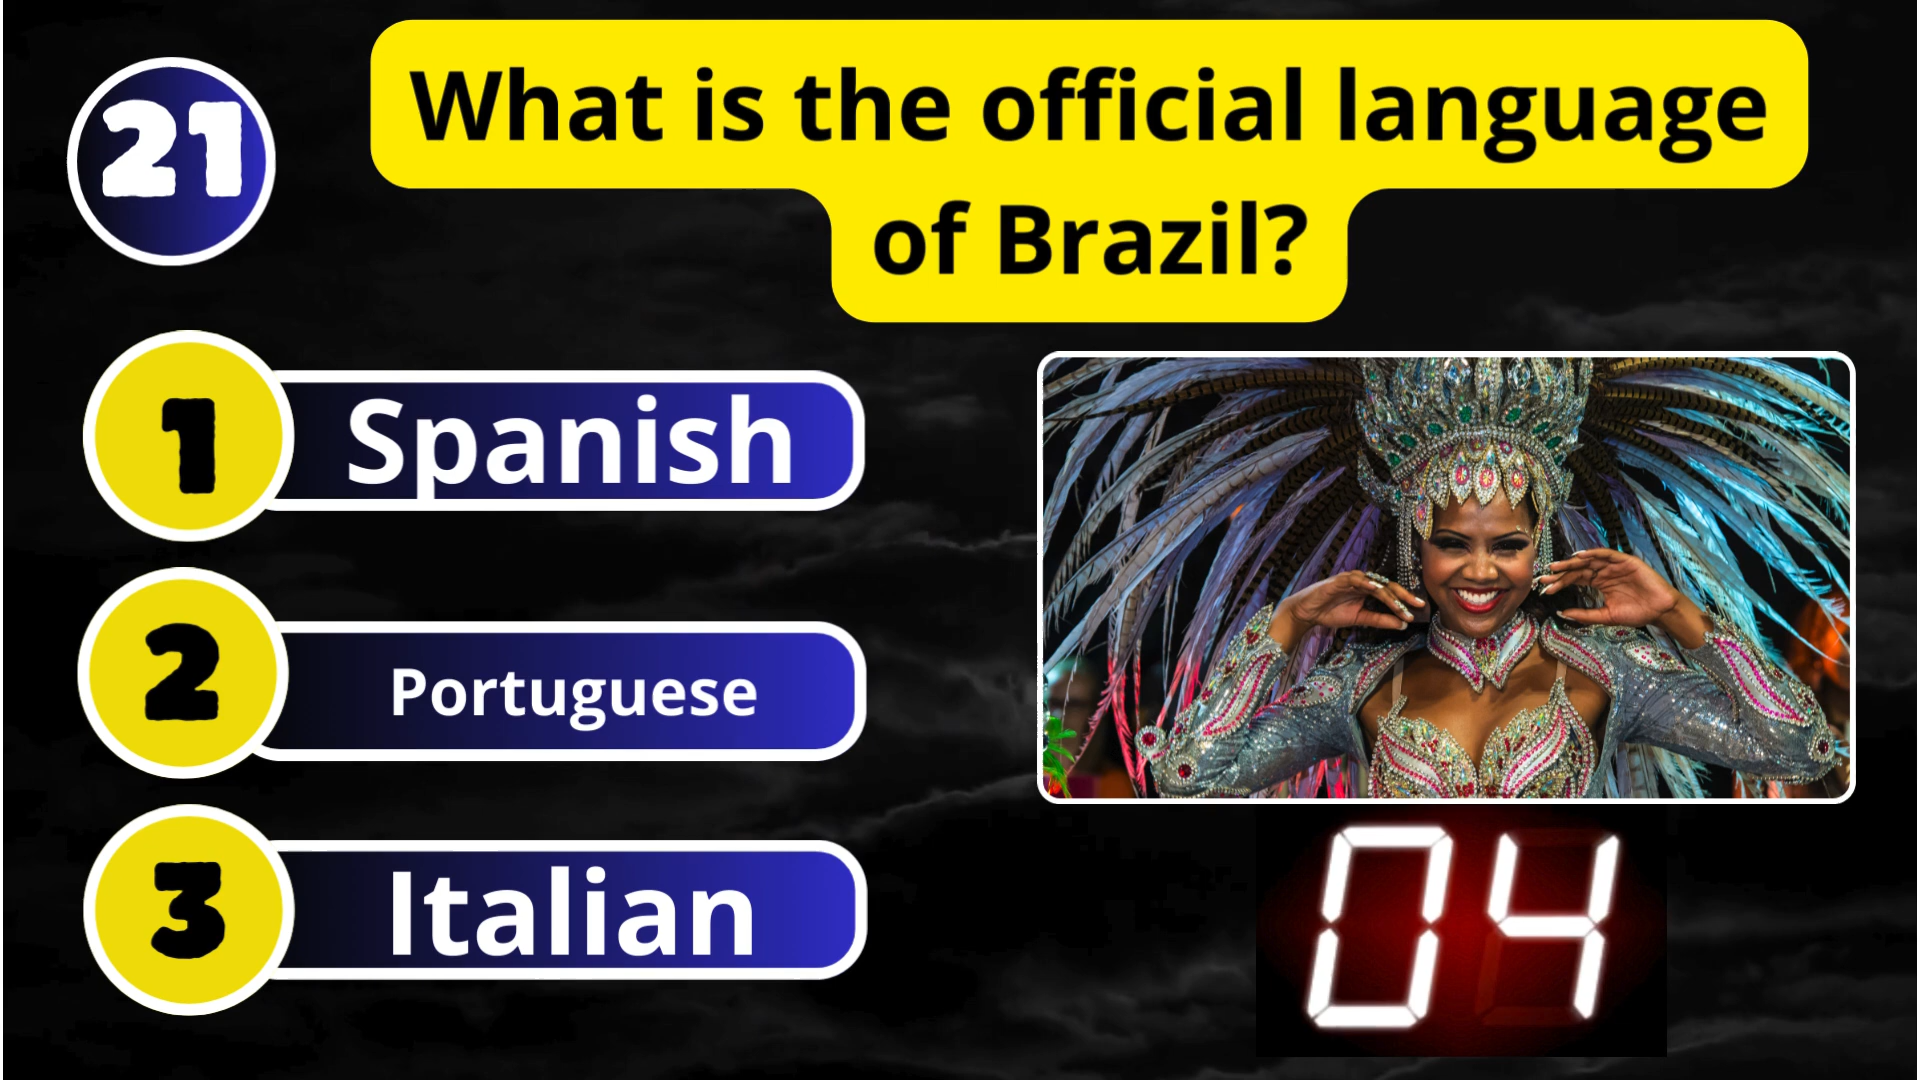 21
What is the official language
of Brazil?
1
Spanish
2
Portuguese
3
Italian
04